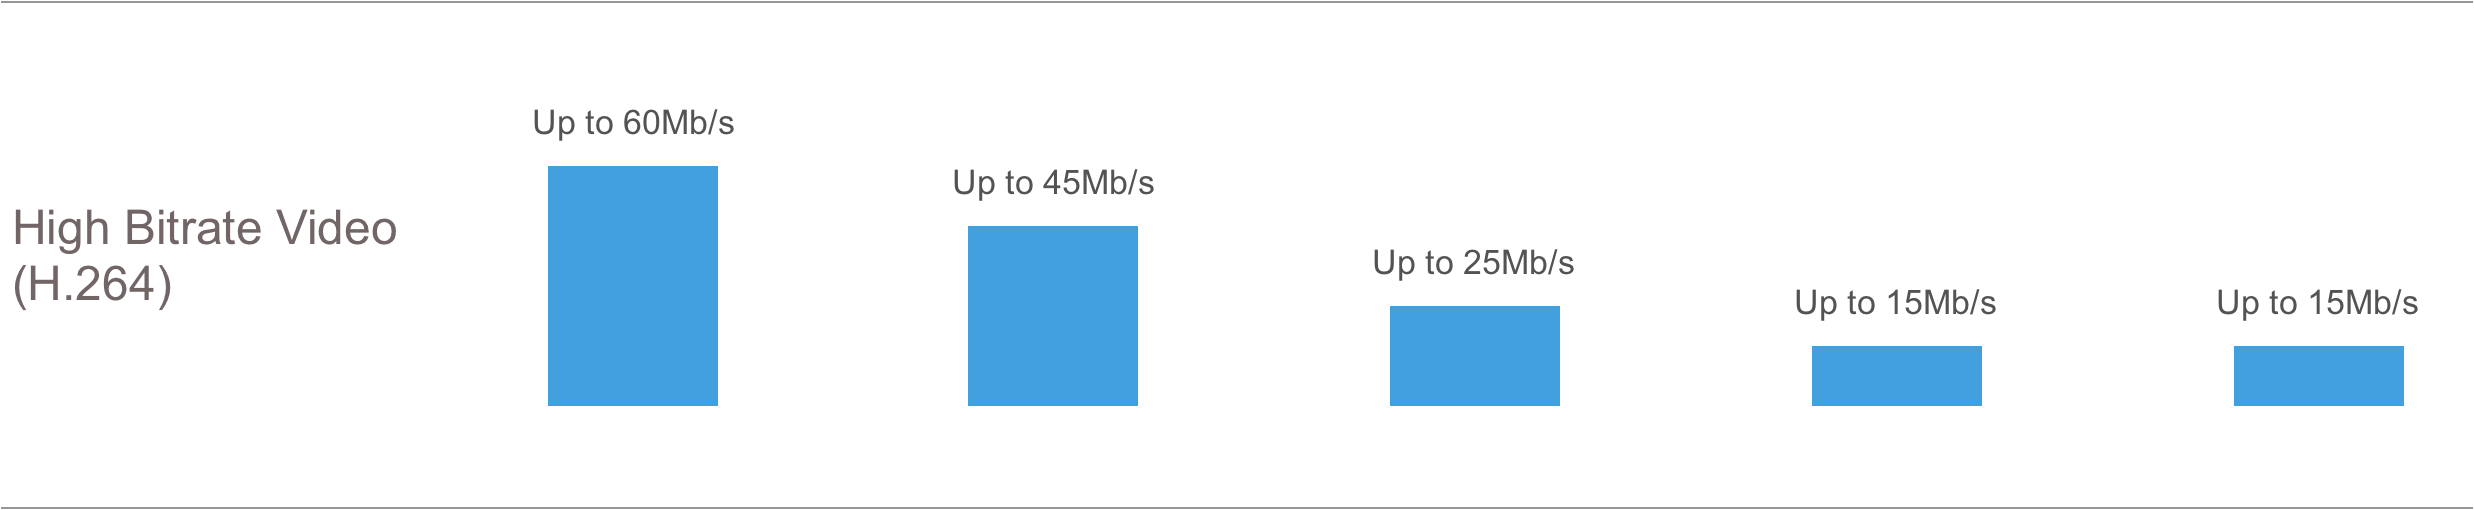 High Bitrate Video
(H.264)
Up to 60Mb/s
Up to 45Mb/s
Up to 25Mb/s
Up to 15Mb/s
Up to 15Mb/s